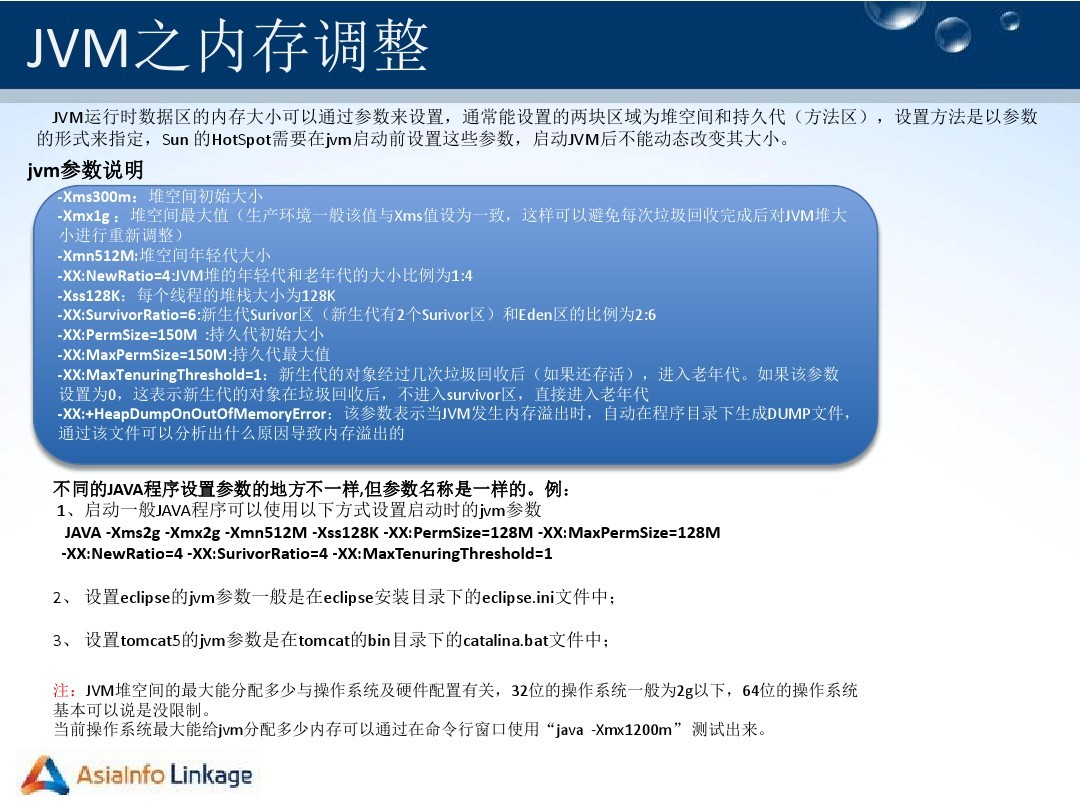 JVM之内存调整
JVM运行时数据区的内存大小可以通过参数来设置，通常能设置的两块区域为堆空间和持久代（方法区），设置方法是以参数
的形式来指定，Sun 的HotSpot需要在jvm启动前设置这些参数，启动JVM后不能动态改变其大小。
jvm参数说明
-Xms300m：堆空间初始大小
-Xmx1g ：堆空间最大值（生产环境一般该值与Xms值设为一致，这样可以避免每次垃圾回收完成后对JVM堆大
小进行重新调整）
-Xmn512M:堆空间年轻代大小
-XX:NewRatio=4:JVM堆的年轻代和老年代的大小比例为1:4
-Xss128K：每个线程的堆栈大小为128K
-XX:SurvivorRatio=6:新生代Surivor区（新生代有2个Surivor区）和Eden区的比例为2:6
-XX:PermSize=150M :持久代初始大小
-XX:MaxPermSize=150M:持久代最大值
-XX:MaxTenuringThreshold=1：新生代的对象经过几次垃圾回收后（如果还存活），进入老年代。如果该参数
设置为0，这表示新生代的对象在垃圾回收后，不进入survivor区，直接进入老年代
-XX:+HeapDumpOnOutOfMemoryError：该参数表示当JVM发生内存溢出时，自动在程序目录下生成DUMP文件，
通过该文件可以分析出什么原因导致内存溢出的
不同的JAVA程序设置参数的地方不一样,但参数名称是一样的。例：
1、启动一般JAVA程序可以使用以下方式设置启动时的jvm参数
JAVA -Xms2g -Xmx2g -Xmn512M -Xss128K -XX:PermSize=128M -XX:MaxPermSize=128M
-XX:NewRatio=4 -XX:SurivorRatio=4 -XX:MaxTenuringThreshold=1
2、 设置eclipse的jvm参数一般是在eclipse安装目录下的eclipse.ini文件中；
3、 设置tomcat5的jvm参数是在tomcat的bin目录下的catalina.bat文件中；
注：JVM堆空间的最大能分配多少与操作系统及硬件配置有关，32位的操作系统一般为2g以下，64位的操作系统
基本可以说是没限制。
当前操作系统最大能给jvm分配多少内存可以通过在命令行窗口使用“java -Xmx1200m” 测试出来。
AsiaInfo Linkage